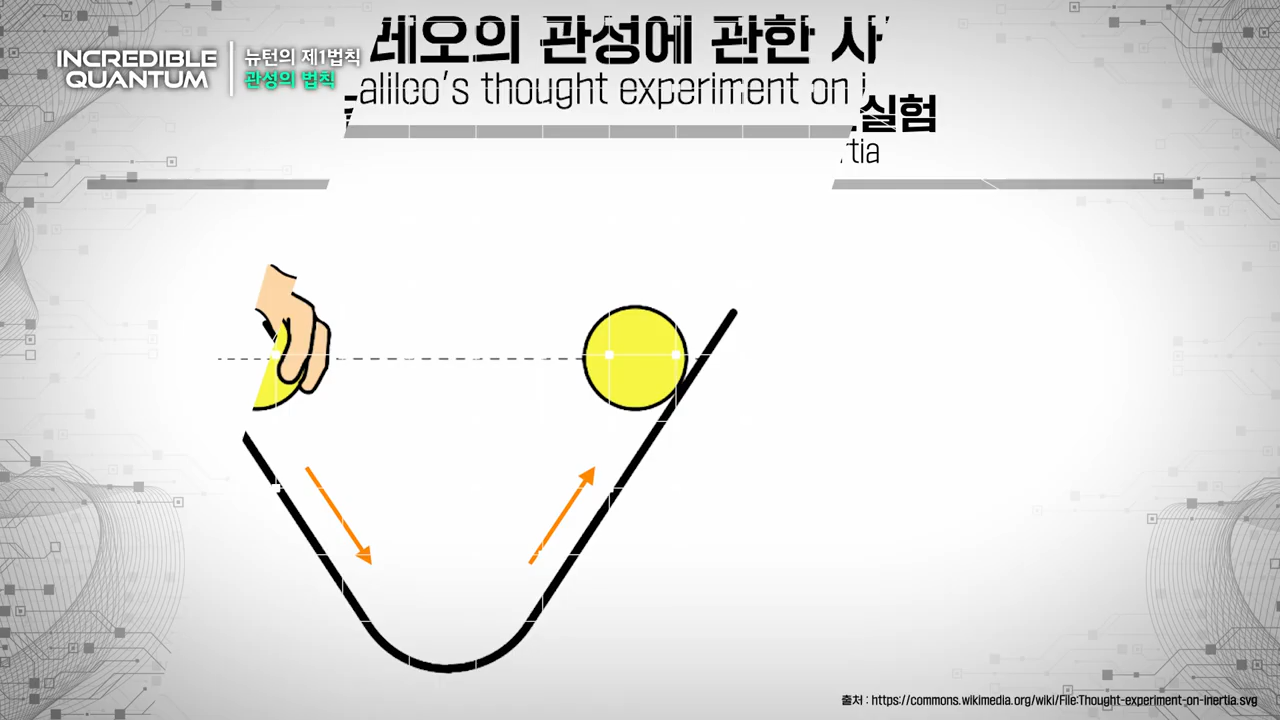 INCREDIBLE
QUANTUM
뉴턴의 제1법칙
관성의 법칙
레오의 관성에 관한 사
alileo's thought experiment on i
실험
rtia
출처 : https://commons.wikimedia.org/wiki/File:Thought-experiment-on-inertia.svg